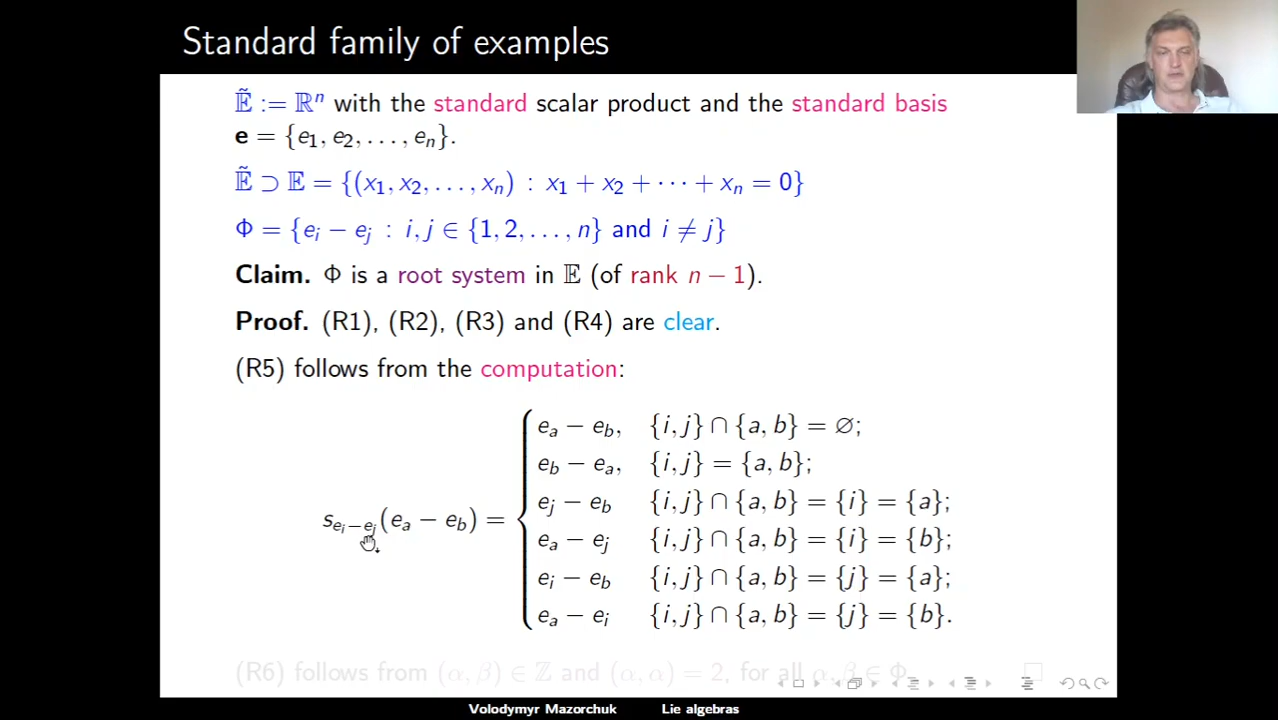 Standard family of examples
Ẽ := ℝⁿ with the standard scalar product and the standard basis
e = {e₁, e₂, . . . , eₙ}.
Ẽ ⊃ 𝔼 = {(x₁, x₂, . . . , xₙ) : x₁ + x₂ + · · · + xₙ = 0}
Φ = {eᵢ − eⱼ : i, j ∈ {1, 2, . . . , n} and i ≠ j}
Claim. Φ is a root system in 𝔼 (of rank n − 1).
Proof. (R1), (R2), (R3) and (R4) are clear.
(R5) follows from the computation:
s_{eᵢ−eⱼ}(e_a − e_b) =
e_a − e_b, {i, j} ∩ {a, b} = ∅;
e_b − e_a, {i, j} = {a, b};
e_j − e_b {i, j} ∩ {a, b} = {i} = {a};
e_a − e_j {i, j} ∩ {a, b} = {i} = {b};
e_i − e_b {i, j} ∩ {a, b} = {j} = {a};
e_a − e_i {i, j} ∩ {a, b} = {j} = {b}.
(R6) follows from (α, β) ∈ ℤ and (α, α) = 2, for all α, β ∈ Φ.
Volodymyr Mazorchuk Lie algebras